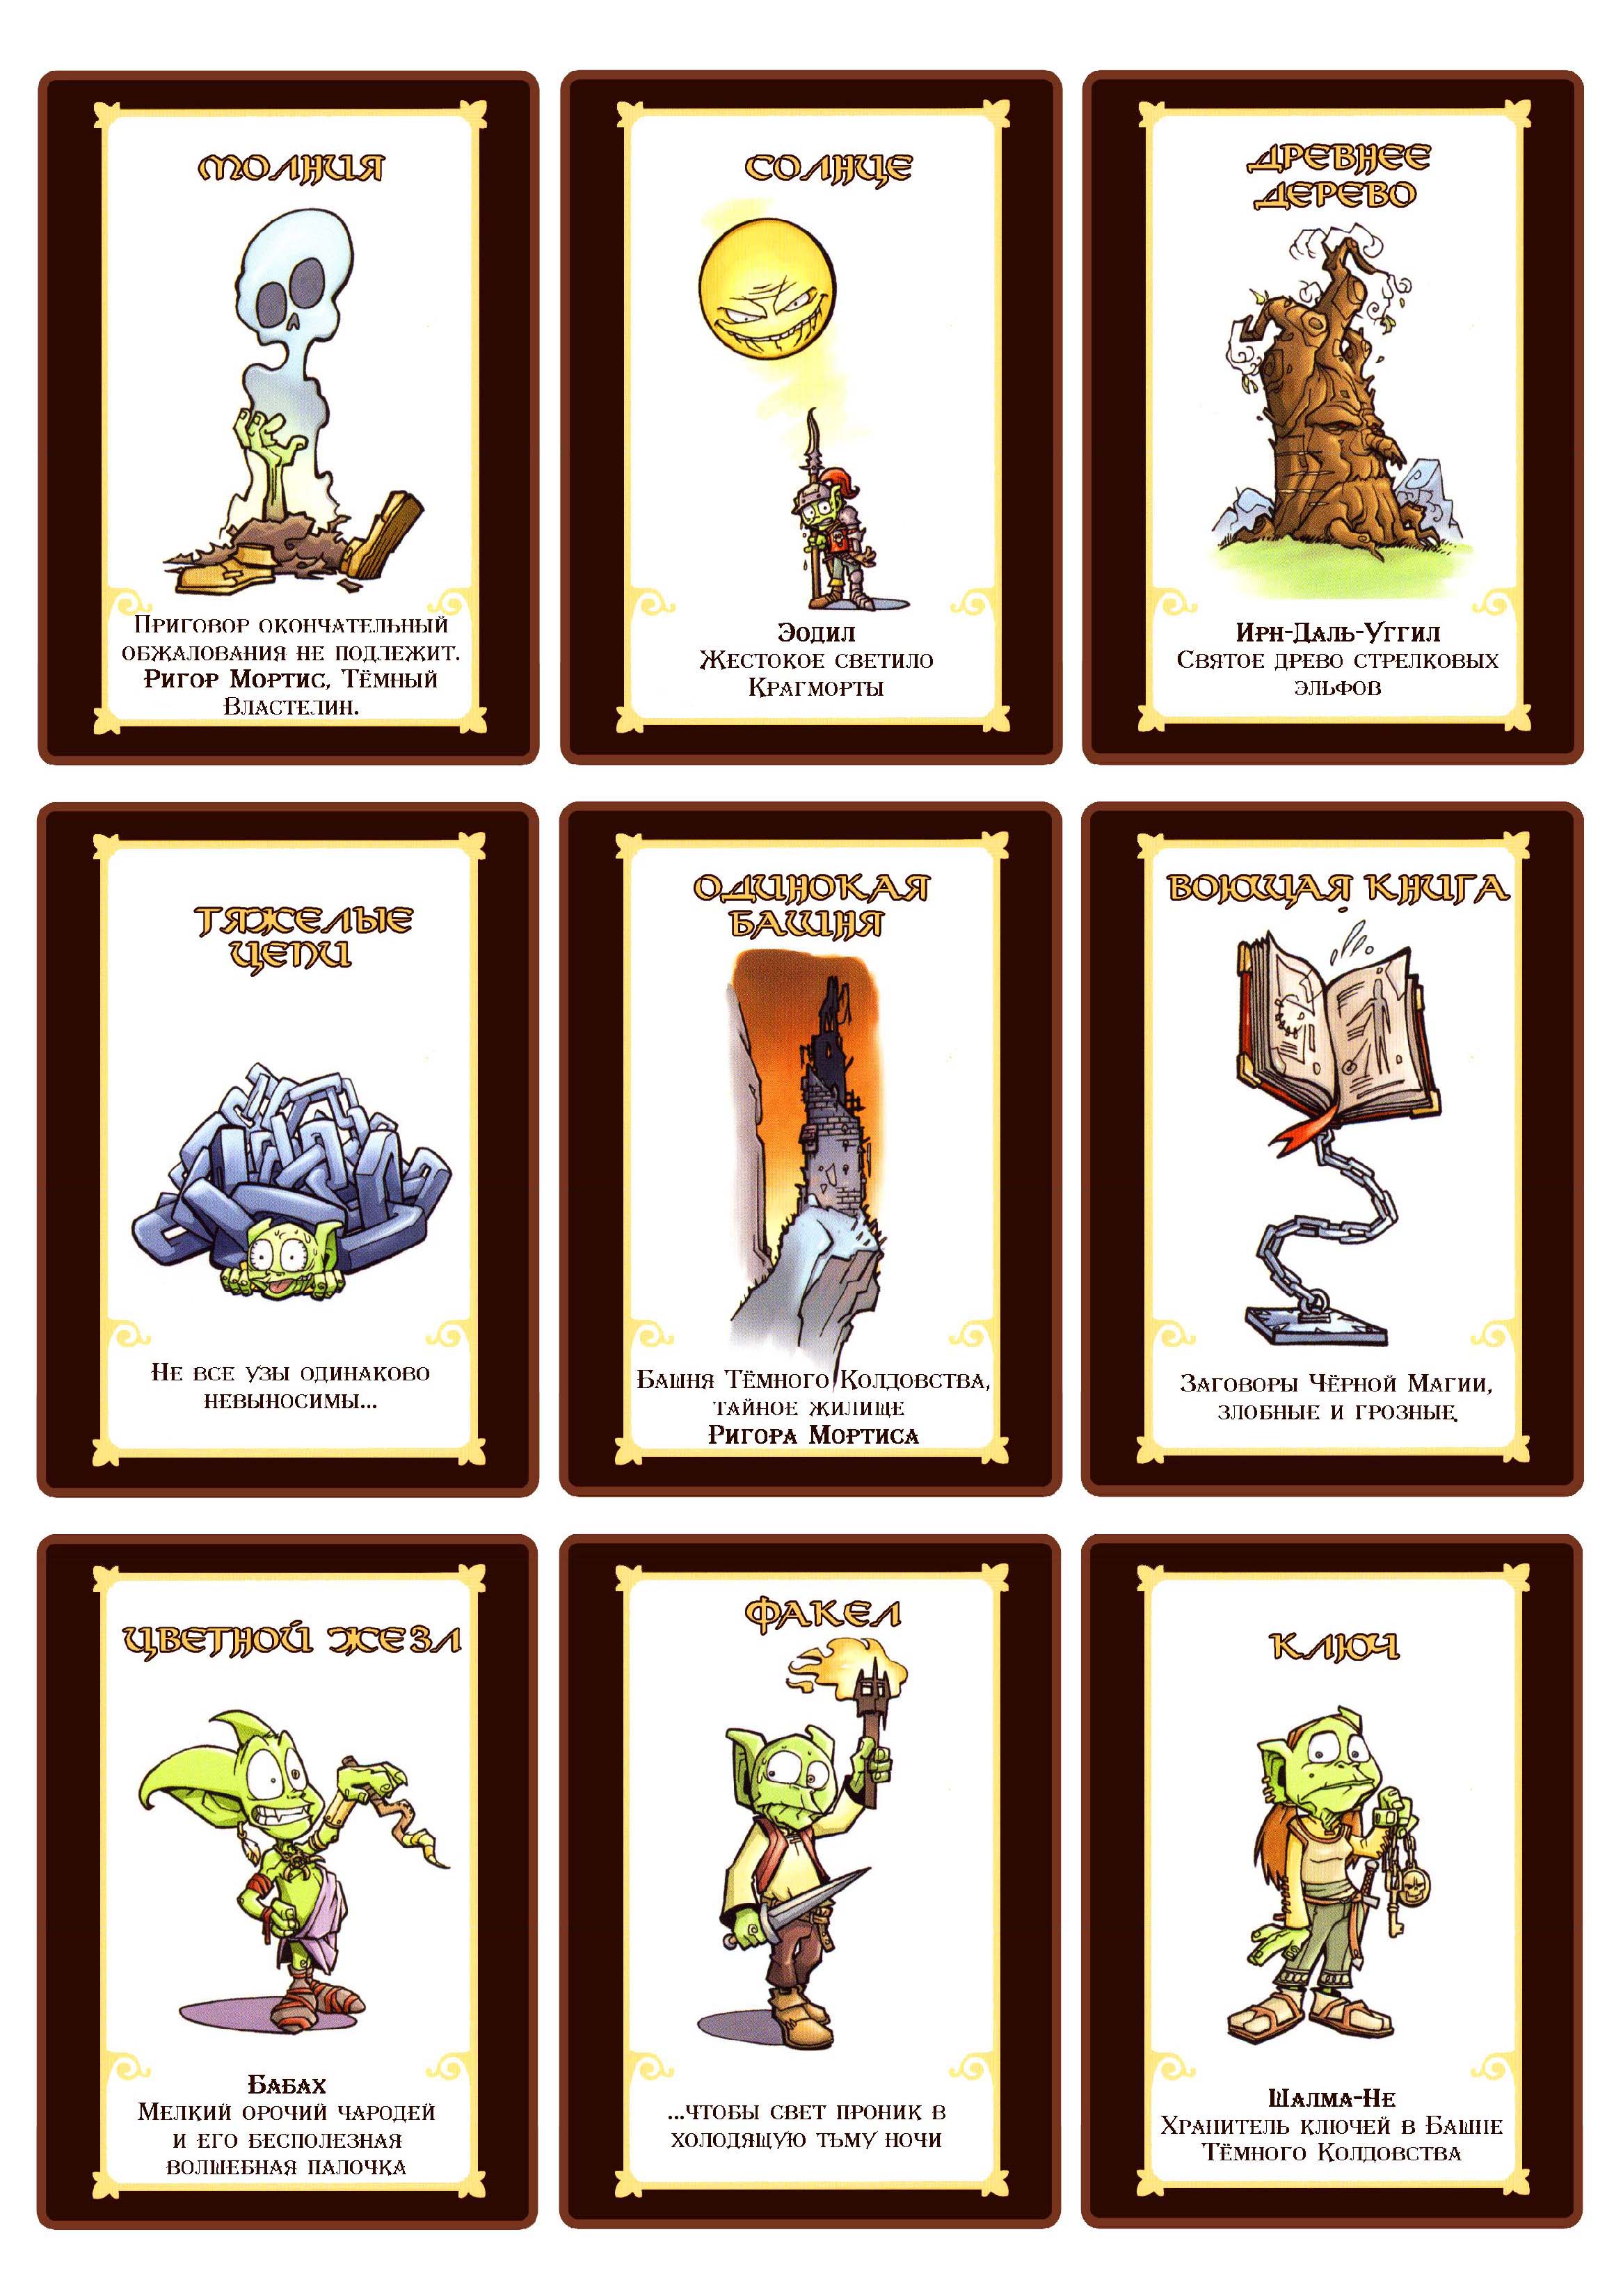 МОЛНИЯ
Приговор окончательный
обжалования не подлежит.
Ригор Мортис, Тёмный
Властелин.
СОЛНЦЕ
Эодил
Жестокое светило
Крагморты
ДРЕВНЕЕ
ДЕРЕВО
Ирн-Даль-Уггил
Святое древо стрелковых
эльфов
ТЯЖЕЛЫЕ
ЦЕПИ
Не все узы одинаково
невыносимы...
ОДИНОКАЯ
БАШНЯ
Башня Тёмного Колдовства,
тайное жилище
Ригора Мортиса
ВОЮЩАЯ КНИГА
Заговоры Чёрной Магии,
злобные и грозные.
ЦВЕТНОЙ ЖЕЗЛ
Бабах
Мелкий орочий чародей
и его бесполезная
волшебная палочка
ФАКЕЛ
...чтобы свет проник в
холодящую тьму ночи
КЛЮЧ
Шалма-Не
Хранитель ключей в Башне
Тёмного Колдовства